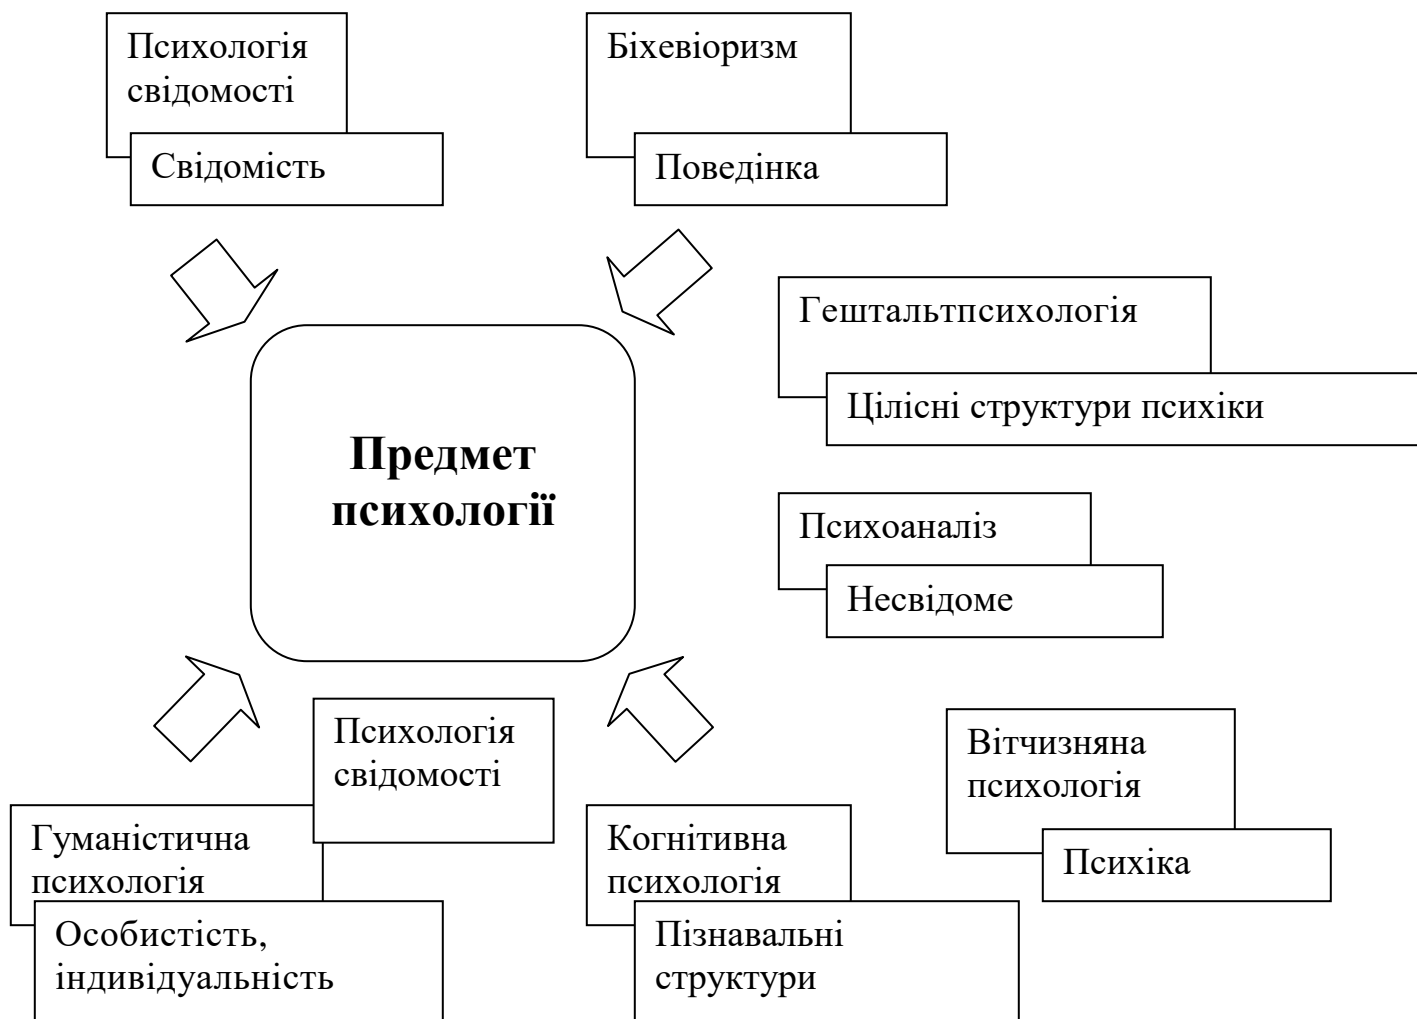 Психологія
свідомості
Свідомість
Біхевіоризм
Поведінка
Гештальтпсихологія
Цілісні структури психіки
Предмет
психології
Психоаналіз
Несвідоме
Психологія
свідомості
Вітчизняна
психологія
Психіка
Гуманістична
психологія
Особистість,
індивідуальність
Когнітивна
психологія
Пізнавальні
структури